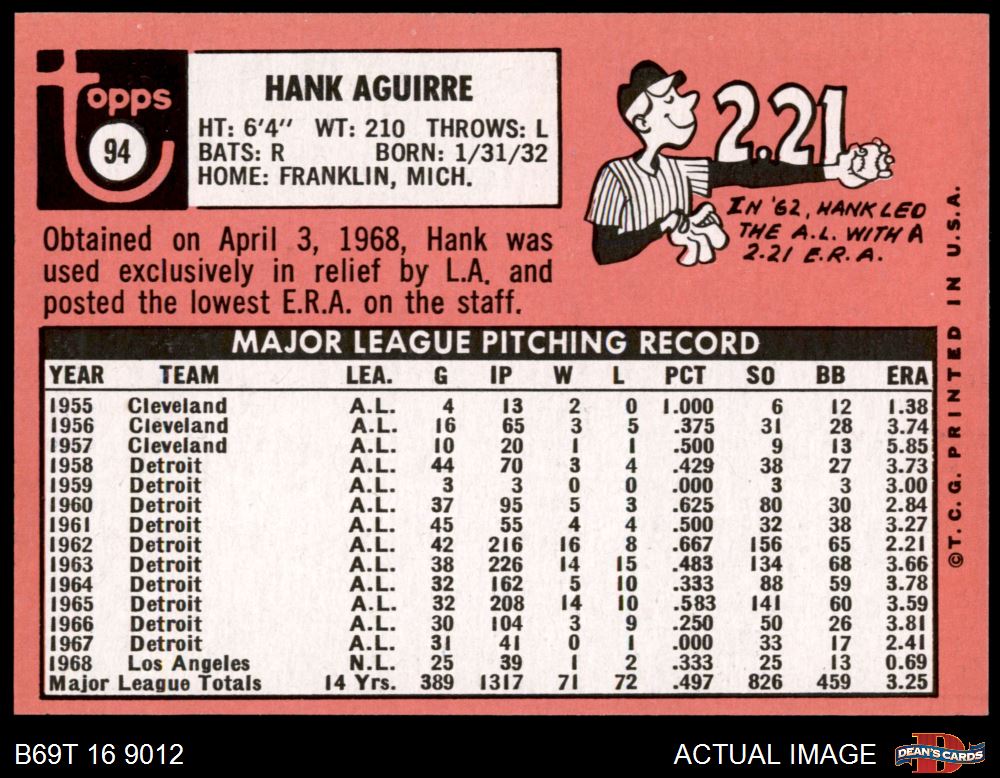 Topps
94
HANK AGUIRRE
HT: 6'4" WT: 210 THROWS: L
BATS: R BORN: 1/31/32
HOME: FRANKLIN, MICH.
2.21
IN '62, HANK LED
THE A.L. WITH A
2.21 E.R.A.
Obtained on April 3, 1968, Hank was
used exclusively in relief by L.A. and
posted the lowest E.R.A. on the staff.
MAJOR LEAGUE PITCHING RECORD
YEAR TEAM LEA. G IP W L PCT SO BB ERA
1955 Cleveland A.L. 4 13 2 0 1.000 6 12 1.38
1956 Cleveland A.L. 16 65 3 5 .375 31 28 3.74
1957 Cleveland A.L. 10 20 1 1 .500 9 13 5.85
1958 Detroit A.L. 44 70 3 4 .429 38 27 3.73
1959 Detroit A.L. 3 3 0 0 .000 3 3 3.00
1960 Detroit A.L. 37 95 5 3 .625 80 30 2.84
1961 Detroit A.L. 45 55 4 4 .500 32 38 3.27
1962 Detroit A.L. 42 216 16 8 .667 156 65 2.21
1963 Detroit A.L. 38 226 14 15 .483 134 68 3.66
1964 Detroit A.L. 32 162 5 10 .333 88 59 3.78
1965 Detroit A.L. 32 208 14 10 .583 141 60 3.59
1966 Detroit A.L. 30 104 3 9 .250 50 26 3.81
1967 Detroit A.L. 31 41 0 1 .000 33 17 2.41
1968 Los Angeles N.L. 25 39 1 2 .333 25 13 0.69
Major League Totals 14 Yrs. 389 1317 71 72 .497 826 459 3.25
©T.C.G. PRINTED IN U.S.A.
B69T 16 9012
ACTUAL IMAGE
DEAN'S CARDS